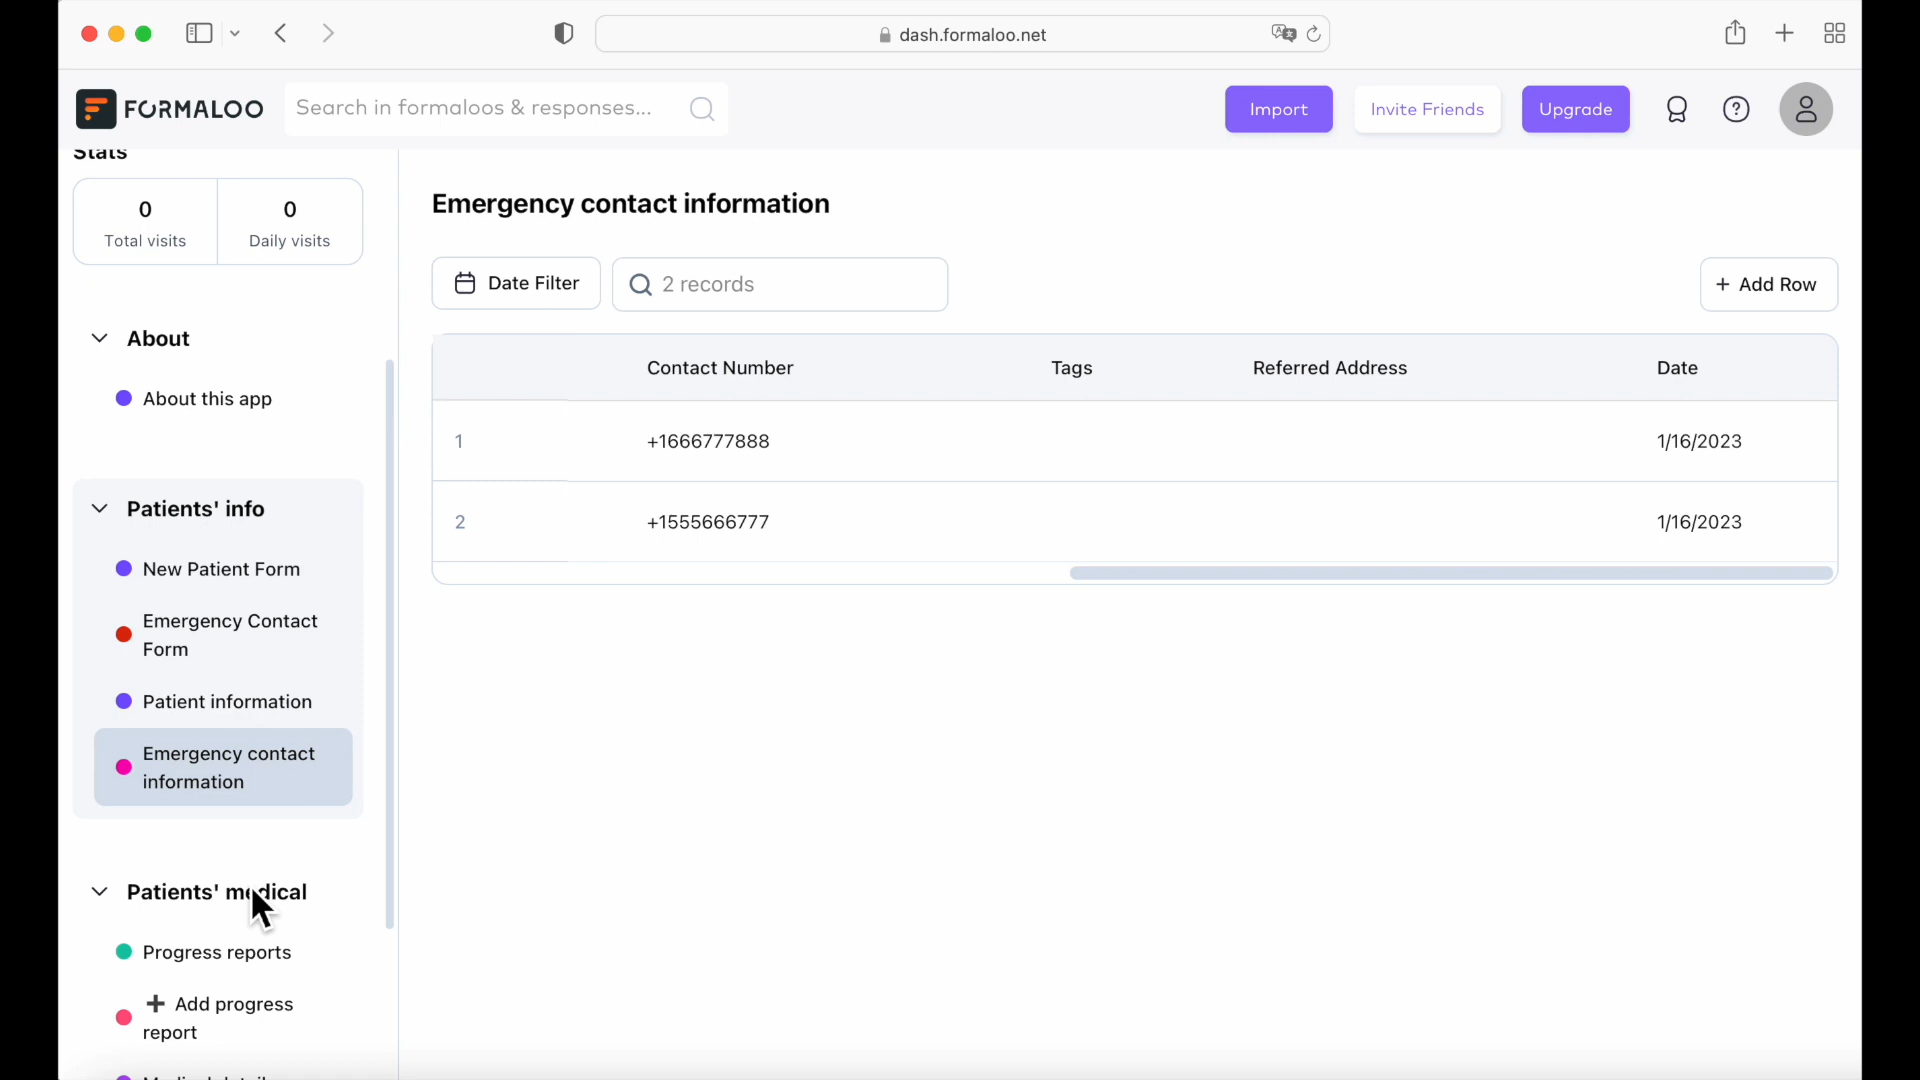 dash.formaloo.net
FORMALOO
Search in formaloos & responses...
Import
Invite Friends
Upgrade
Stats
0
Total visits
0
Daily visits
About
About this app
Patients' info
New Patient Form
Emergency Contact
Form
Patient information
Emergency contact
information
Patients' medical
Progress reports
+ Add progress
report
Emergency contact information
Date Filter
2 records
+ Add Row
Contact Number
Tags
Referred Address
Date
1
+1666777888
1/16/2023
2
+1555666777
1/16/2023